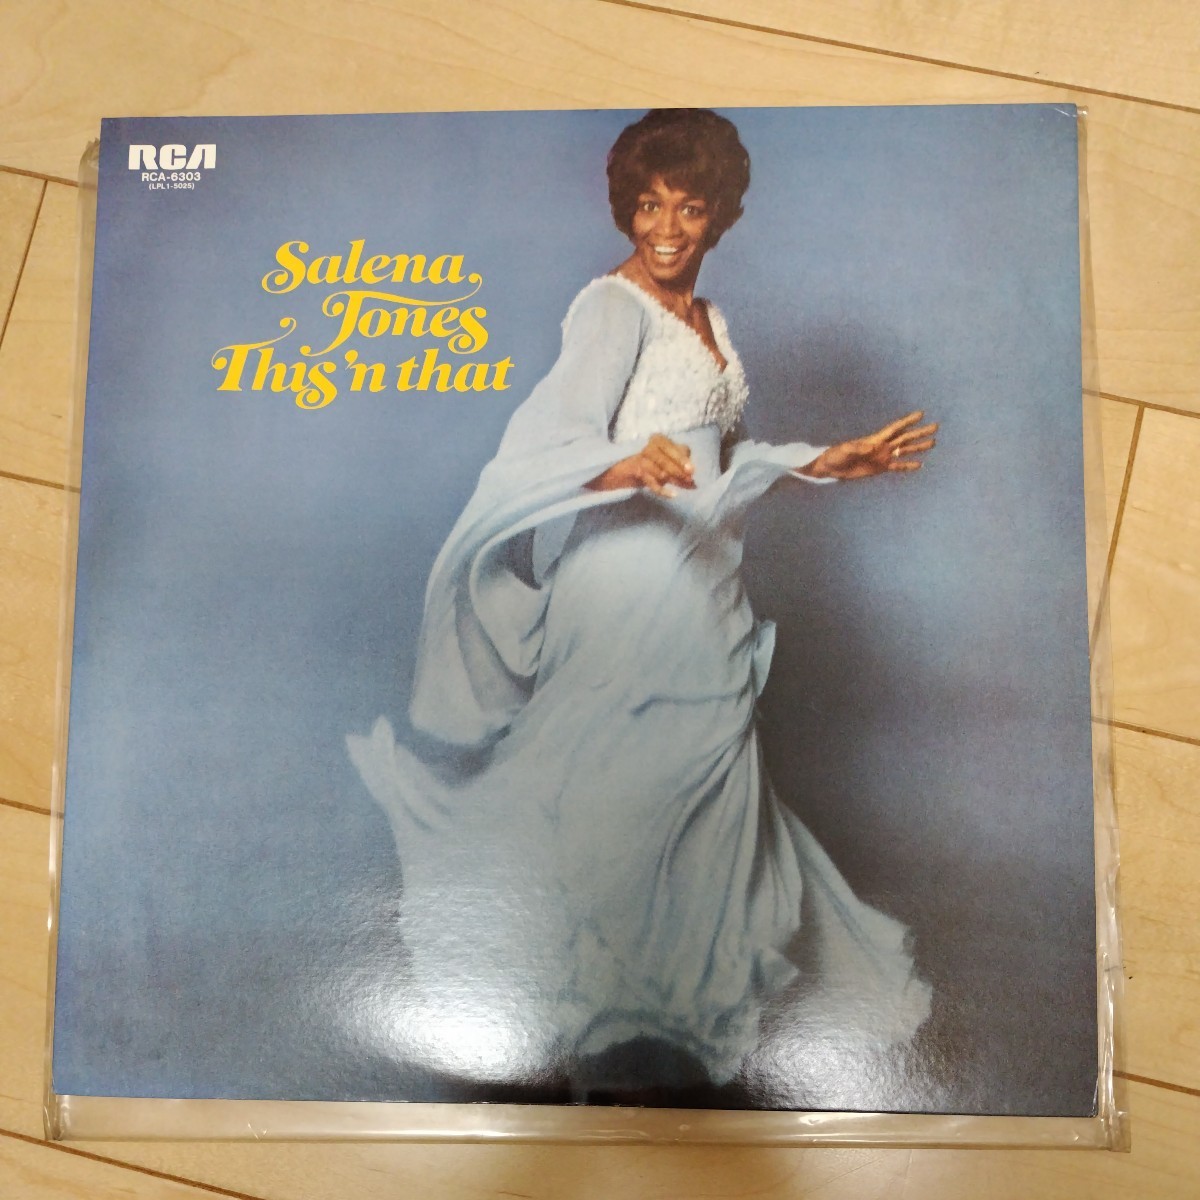 RCA
RCA-6303
(LPL1-5025)
Salena
Jones
This 'n that